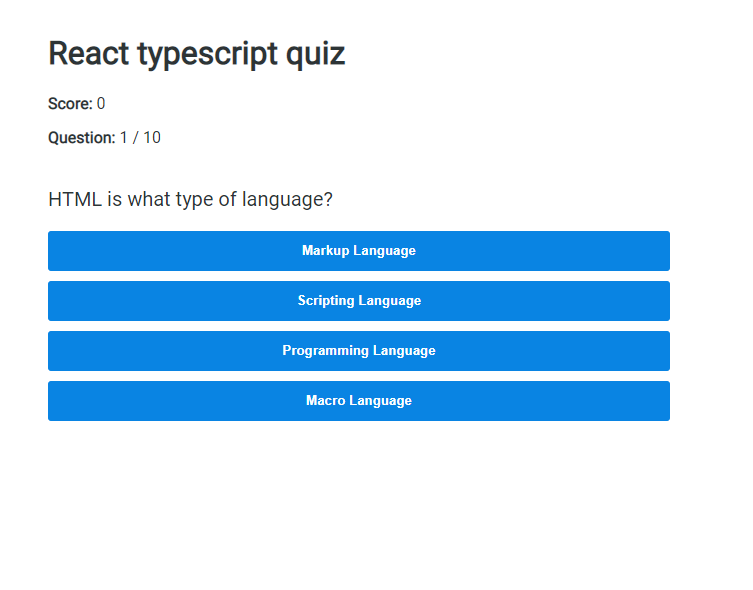 React typescript quiz
Score: 0
Question: 1 / 10
HTML is what type of language?
Markup Language
Scripting Language
Programming Language
Macro Language